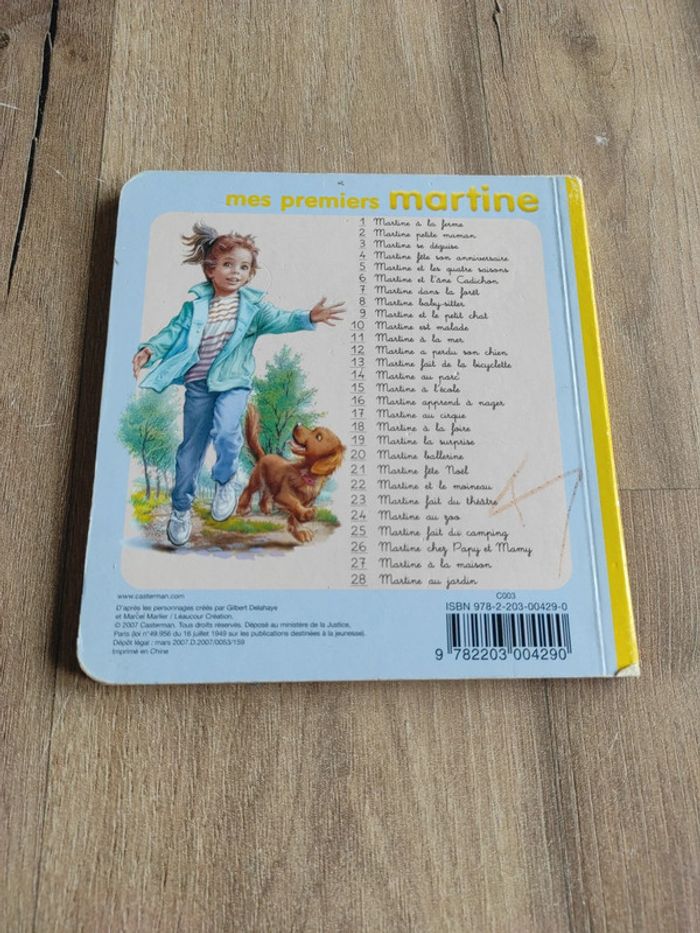 mes premiers martine
1 Martine à la ferme
2 Martine petite maman
3 Martine se déguise
4 Martine fête son anniversaire
5 Martine et les quatre saisons
6 Martine et l'âne Cadichon
7 Martine dans la forêt
8 Martine baby-sitter
9 Martine et le petit chat
10 Martine est malade
11 Martine à la mer
12 Martine a perdu son chien
13 Martine fait de la bicyclette
14 Martine au parc
15 Martine à l'école
16 Martine apprend à nager
17 Martine au cirque
18 Martine à la foire
19 Martine la surprise
20 Martine ballerine
21 Martine fête Noël
22 Martine et le moineau
23 Martine fait du théâtre
24 Martine au zoo
25 Martine fait du camping
26 Martine chez Papy et Mamy
27 Martine à la maison
28 Martine au jardin
www.casterman.com
D'après les personnages créés par Gilbert Delahaye
et Marcel Marlier / Léaucour Création.
© 2007 Casterman. Tous droits réservés. Déposé au ministère de la Justice,
Paris (loi n°49.956 du 16 juillet 1949 sur les publications destinées à la jeunesse).
Dépôt légal : mars 2007. D.2007/0053/159
Imprimé en Chine
C003
ISBN 978-2-203-00429-0
9 782203 004290